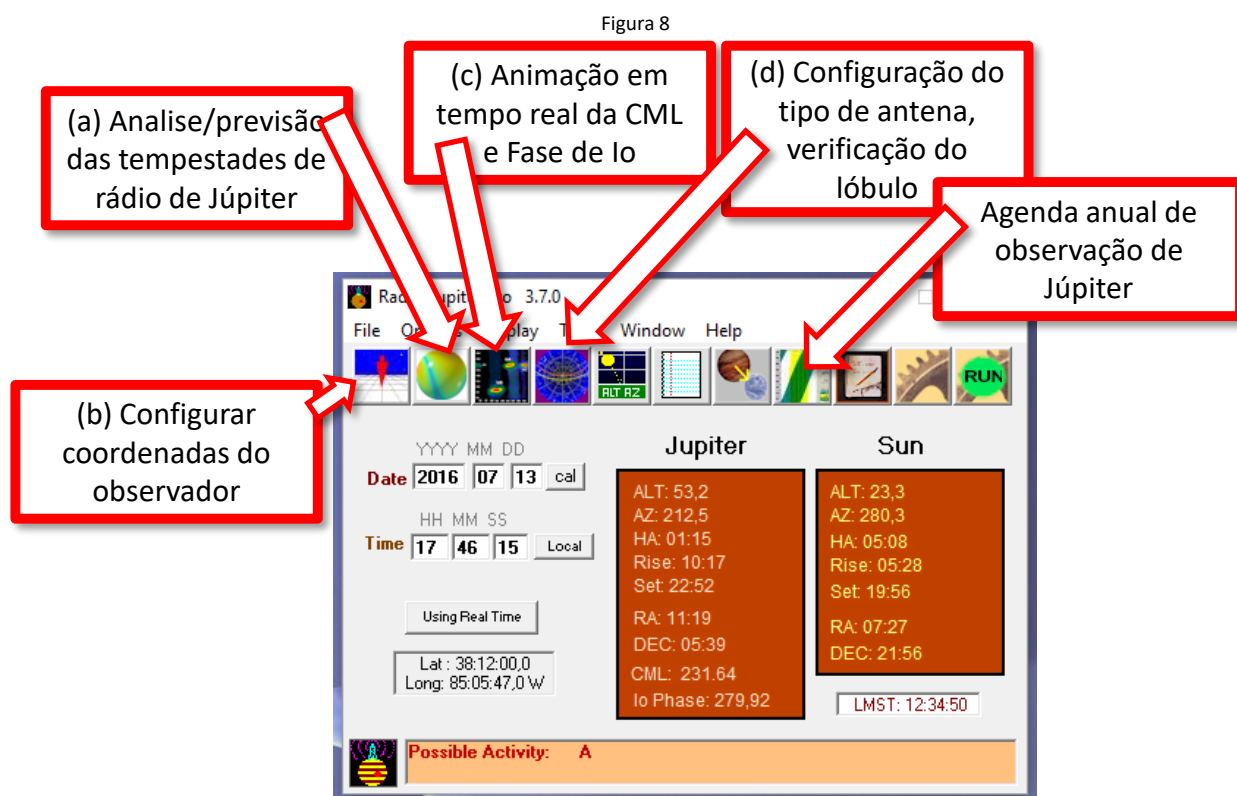 Figura 8
(a) Analise/previsão
das tempestades de
rádio de Júpiter
(c) Animação em
tempo real da CML
e Fase de Io
(d) Configuração do
tipo de antena,
verificação do
lóbulo
Agenda anual de
observação de
Júpiter
(b) Configurar
coordenadas do
observador
3.7.0
File Window Help
ALT AZ
RUN
YYYY MM DD
Date 2016 07 13 cal
HH MM SS
Time 17 46 15 Local
Using Real Time
Lat : 38:12:00,0
Long: 85:05:47,0 W
Jupiter
ALT: 53,2
AZ: 212,5
HA: 01:15
Rise: 10:17
Set: 22:52
RA: 11:19
DEC: 05:39
CML: 231.64
Io Phase: 279,92
Sun
ALT: 23,3
AZ: 280,3
HA: 05:08
Rise: 05:28
Set: 19:56
RA: 07:27
DEC: 21:56
LMST: 12:34:50
Possible Activity: A